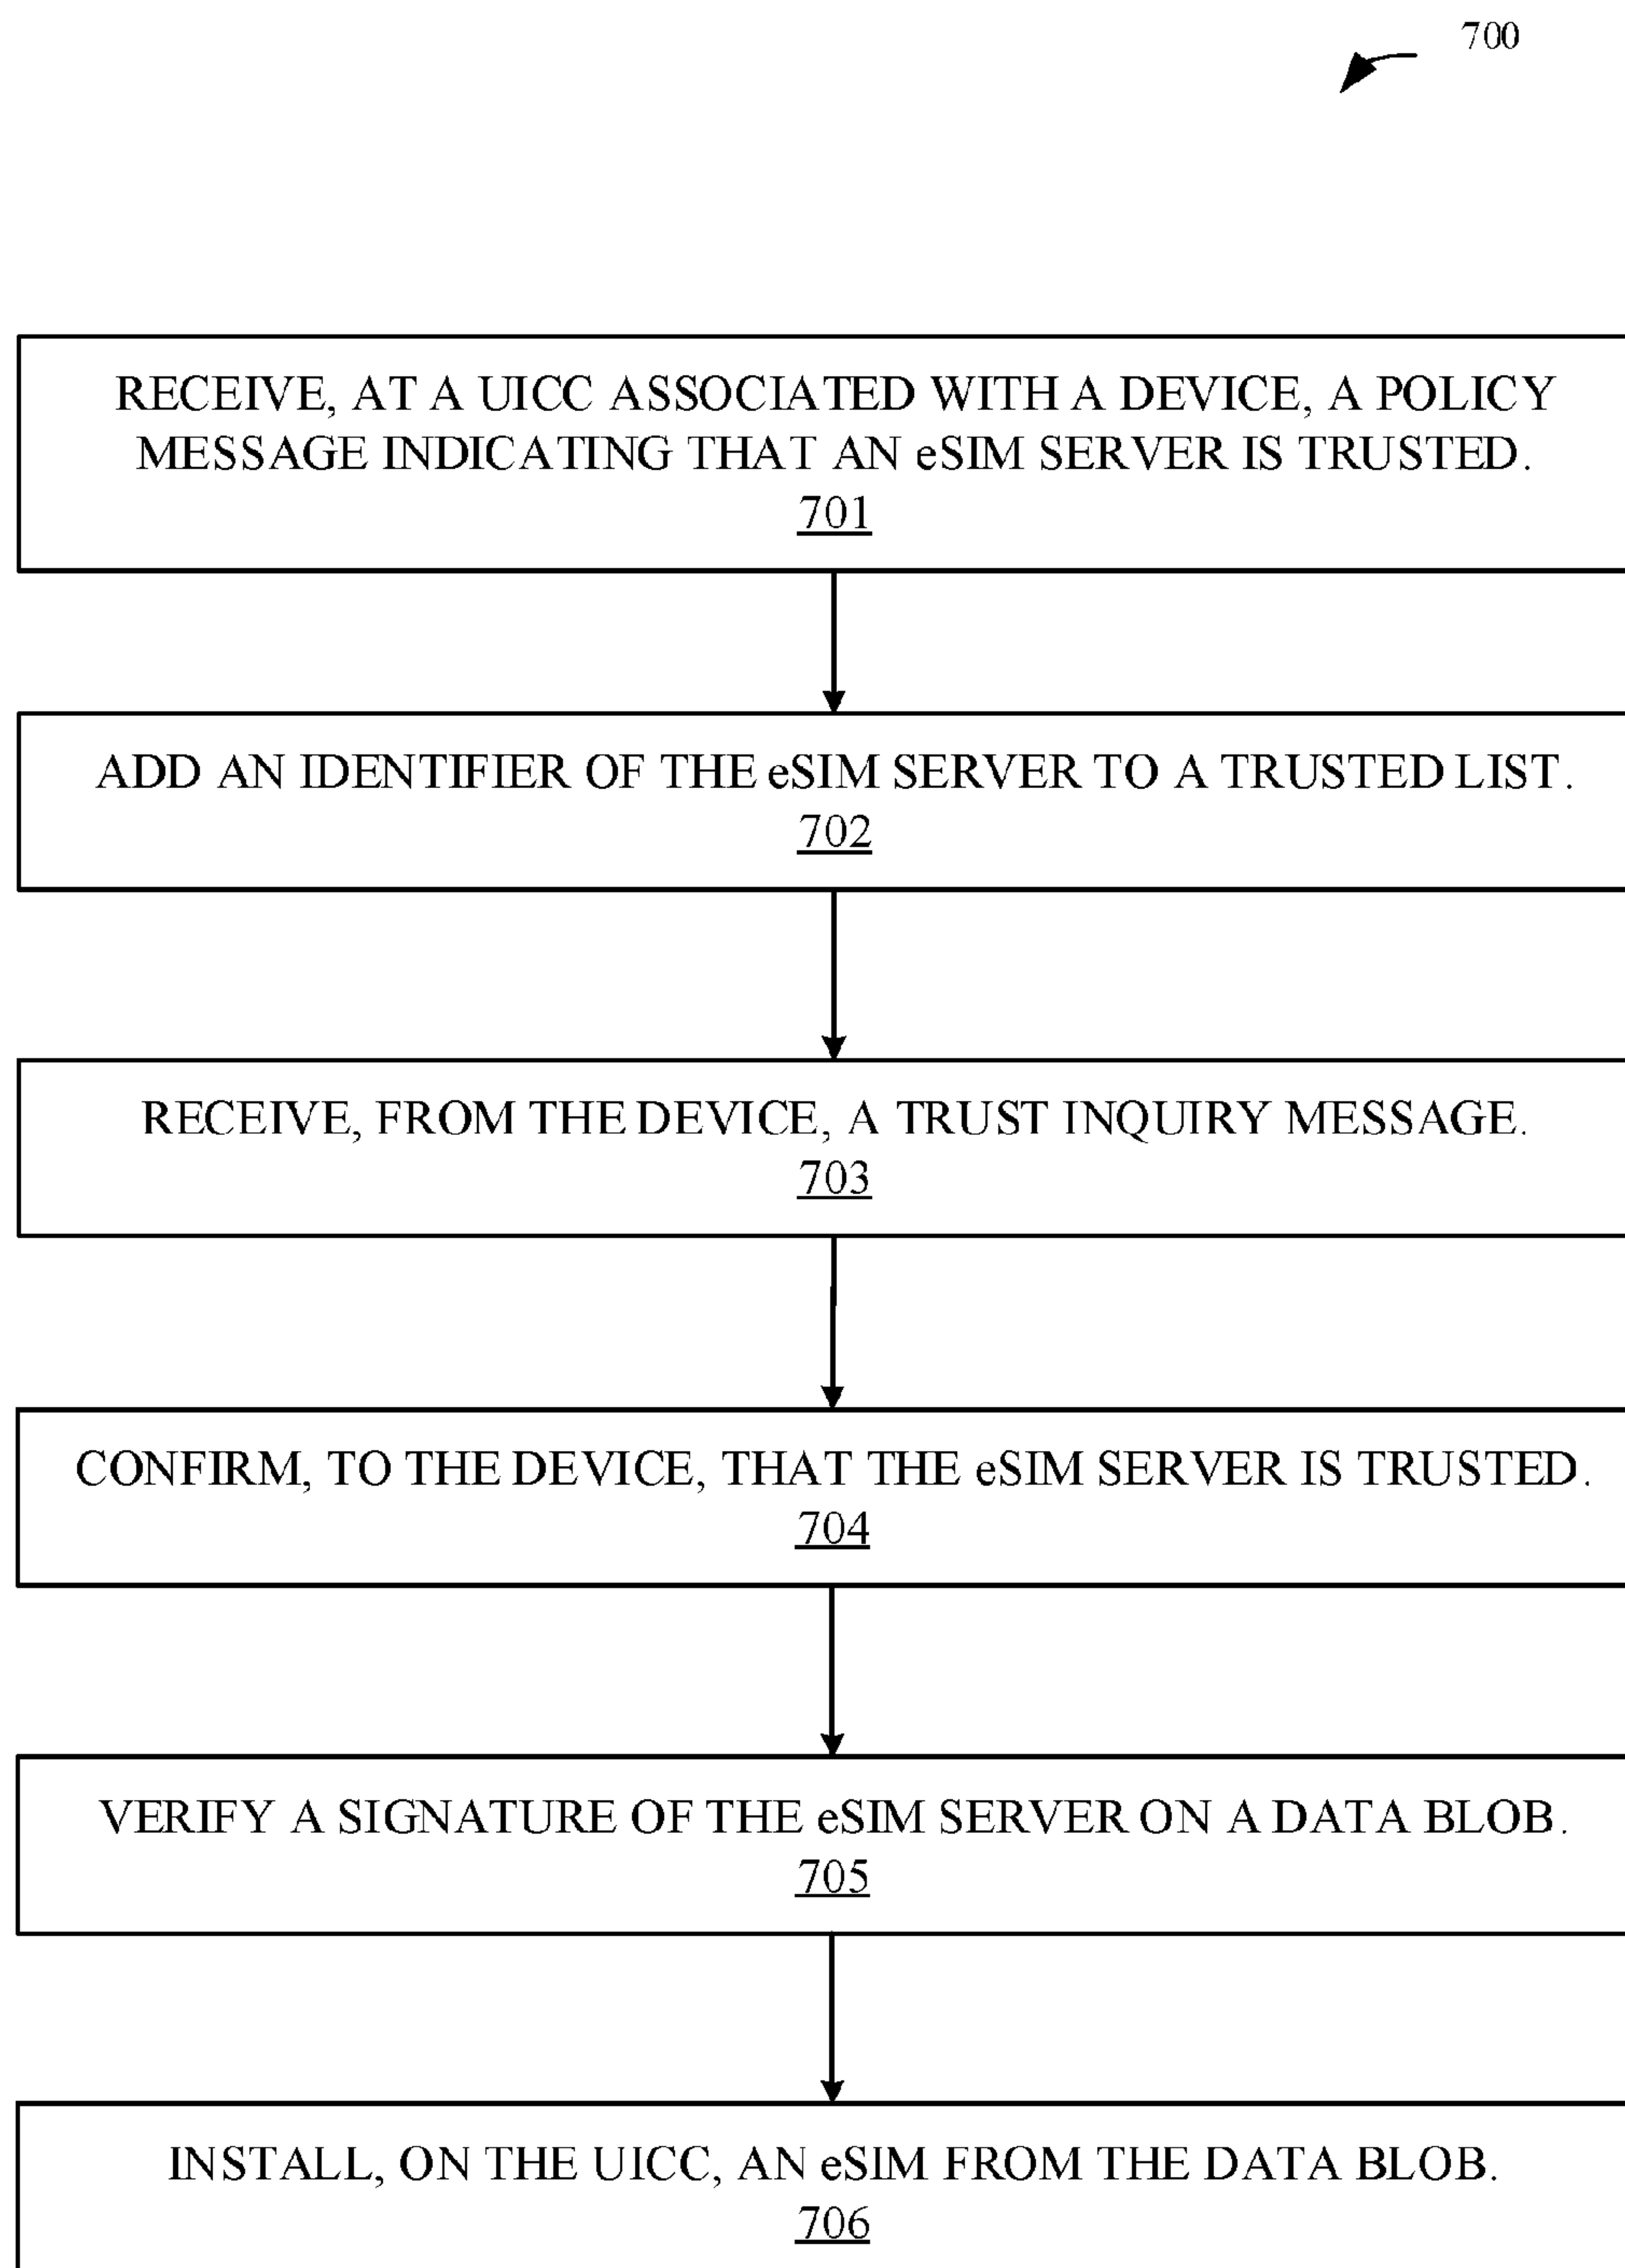 700
RECEIVE, AT A UICC ASSOCIATED WITH A DEVICE, A POLICY
MESSAGE INDICATING THAT AN eSIM SERVER IS TRUSTED.
701
ADD AN IDENTIFIER OF THE eSIM SERVER TO A TRUSTED LIST.
702
RECEIVE, FROM THE DEVICE, A TRUST INQUIRY MESSAGE.
703
CONFIRM, TO THE DEVICE, THAT THE eSIM SERVER IS TRUSTED.
704
VERIFY A SIGNATURE OF THE eSIM SERVER ON A DATA BLOB.
705
INSTALL, ON THE UICC, AN eSIM FROM THE DATA BLOB.
706